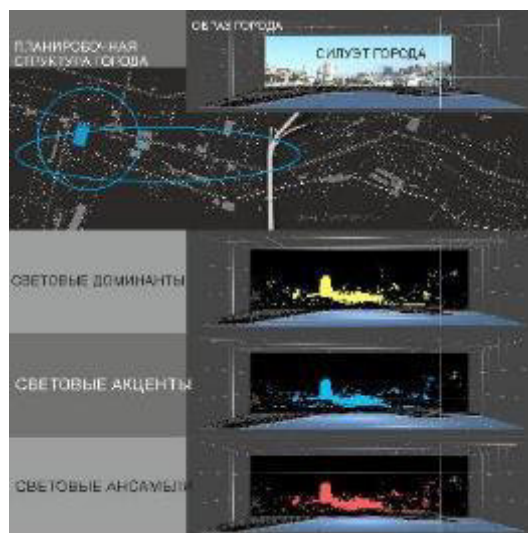 ОБРАЗ ГОРОДА
ПЛАНИРОВОЧНАЯ
СТРУКТУРА ГОРОДА
СИЛУЭТ ГОРОДА
СВЕТОВЫЕ ДОМИНАНТЫ
СВЕТОВЫЕ АКЦЕНТЫ
СВЕТОВЫЕ АНСАМБЛИ